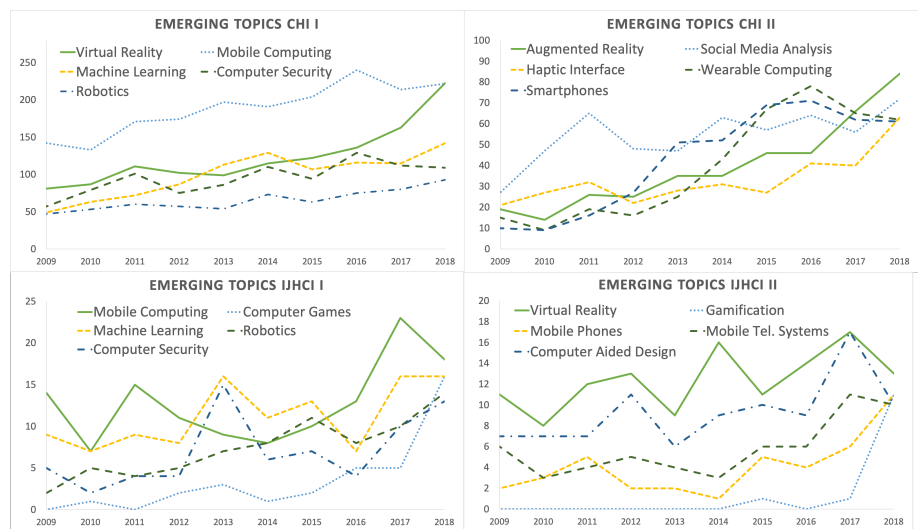 EMERGING TOPICS CHI I
Virtual Reality
Mobile Computing
Machine Learning
Computer Security
Robotics
250
200
150
100
50
0
2009 2010 2011 2012 2013 2014 2015 2016 2017 2018
EMERGING TOPICS CHI II
100
90
80
70
60
50
40
30
20
10
0
Augmented Reality
Social Media Analysis
Haptic Interface
Wearable Computing
Smartphones
2009 2010 2011 2012 2013 2014 2015 2016 2017 2018
EMERGING TOPICS IJHCI I
25
20
15
10
5
0
Mobile Computing
Computer Games
Machine Learning
Robotics
Computer Security
2009 2010 2011 2012 2013 2014 2015 2016 2017 2018
EMERGING TOPICS IJHCI II
20
18
16
14
12
10
8
6
4
2
0
Virtual Reality
Gamification
Mobile Phones
Mobile Tel. Systems
Computer Aided Design
2009 2010 2011 2012 2013 2014 2015 2016 2017 2018